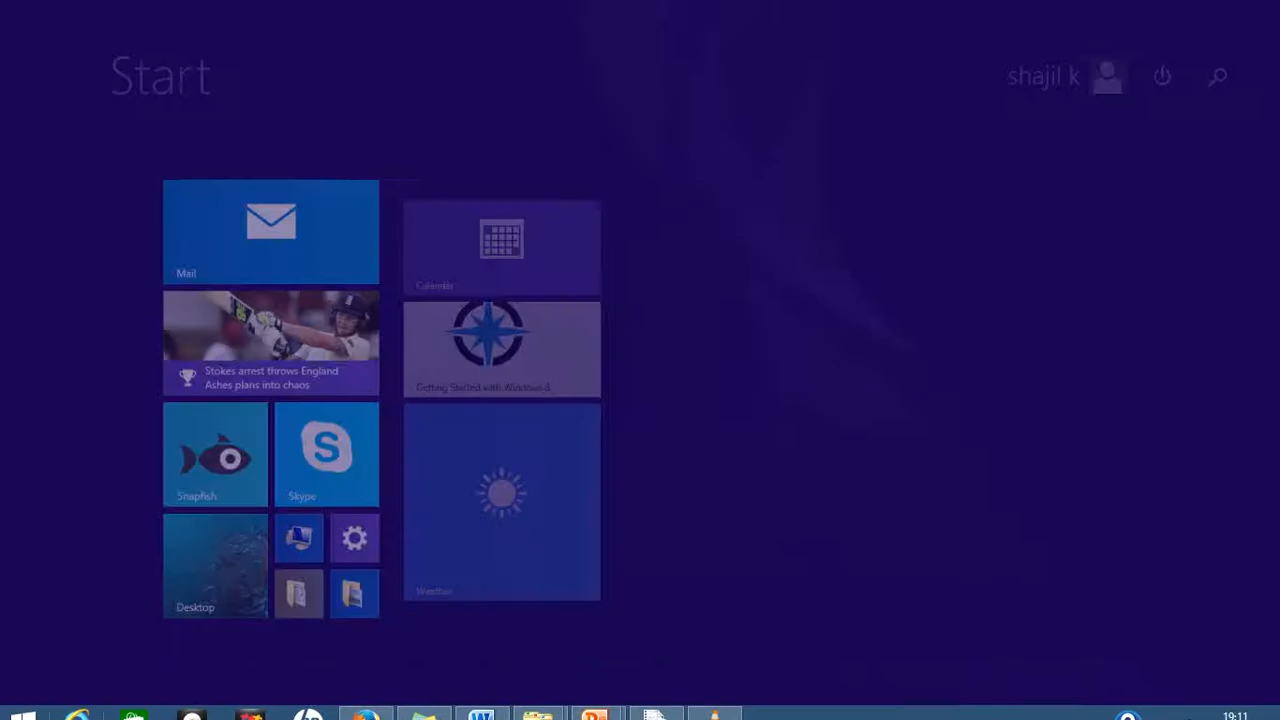 Start
shajil k
Mail
Calendar
Stokes arrest throws England
Ashes plans into chaos
Getting Started with Windows 8
Snapfish
Skype
Desktop
Weather
19:11